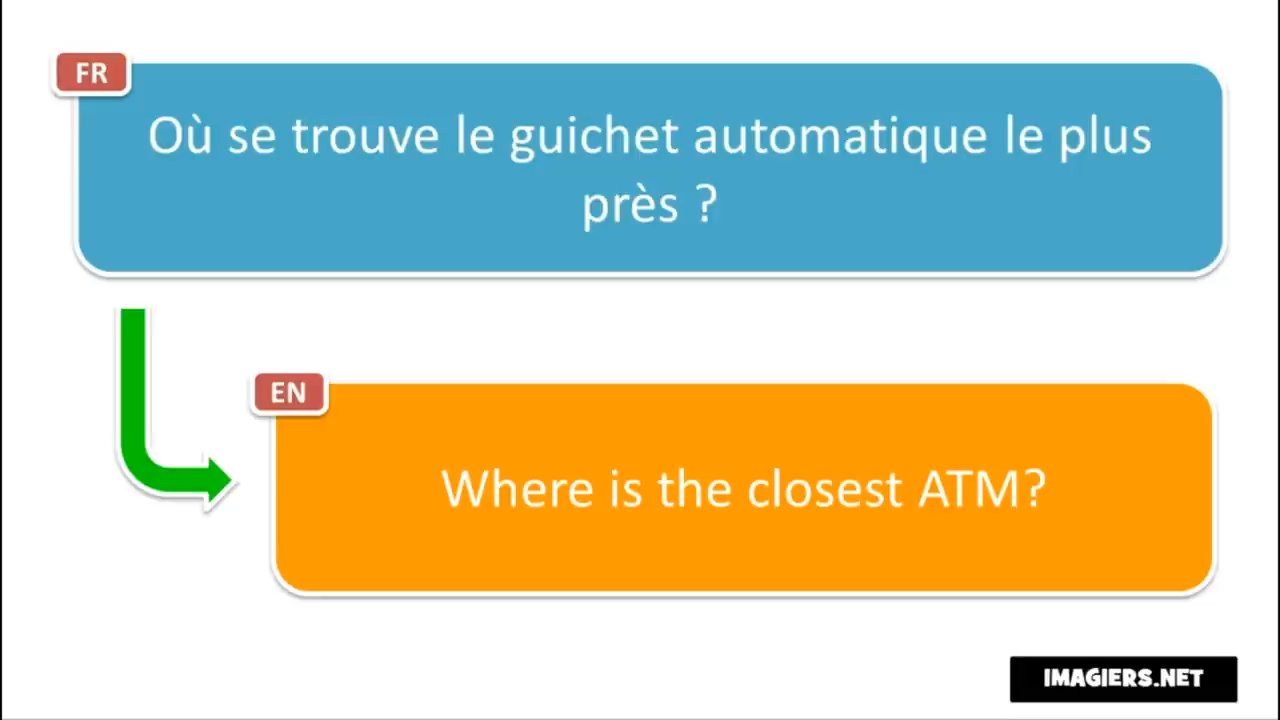 FR
Où se trouve le guichet automatique le plus
près ?
EN
Where is the closest ATM?
IMAGIERS.NET